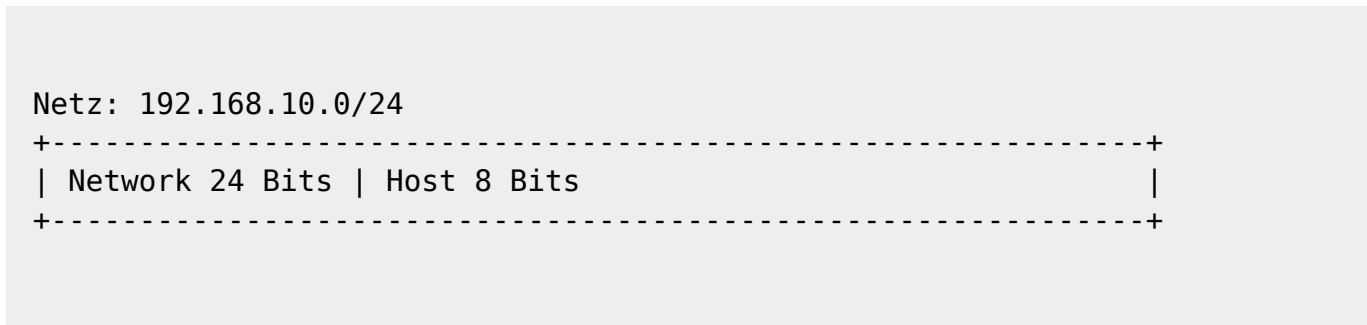 Netz: 192.168.10.0/24
+--------------------------------------------------------------+
| Network 24 Bits | Host 8 Bits                                |
+--------------------------------------------------------------+